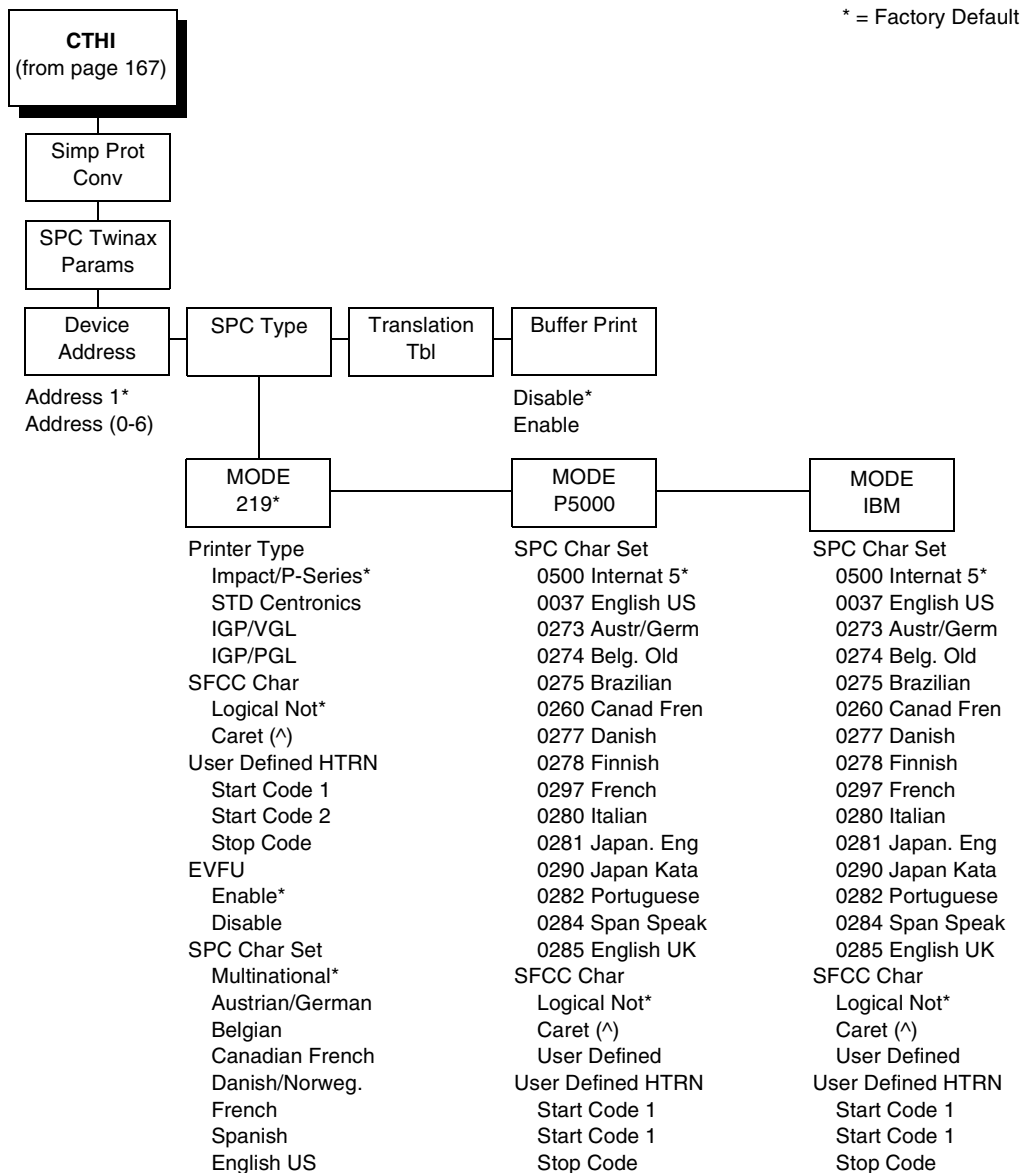 * = Factory Default
CTHI
(from page 167)
Simp Prot
Conv
SPC Twinax
Params
Device
Address
SPC Type
Translation
Tbl
Buffer Print
Address 1*
Address (0-6)
Disable*
Enable
MODE
219*
MODE
P5000
MODE
IBM
Printer Type
Impact/P-Series*
STD Centronics
IGP/VGL
IGP/PGL
SFCC Char
Logical Not*
Caret (^)
User Defined HTRN
Start Code 1
Start Code 2
Stop Code
EVFU
Enable*
Disable
SPC Char Set
Multinational*
Austrian/German
Belgian
Canadian French
Danish/Norweg.
French
Spanish
English US
SPC Char Set
0500 Internat 5*
0037 English US
0273 Austr/Germ
0274 Belg. Old
0275 Brazilian
0260 Canad Fren
0277 Danish
0278 Finnish
0297 French
0280 Italian
0281 Japan. Eng
0290 Japan Kata
0282 Portuguese
0284 Span Speak
0285 English UK
SFCC Char
Logical Not*
Caret (^)
User Defined
User Defined HTRN
Start Code 1
Start Code 1
Stop Code
SPC Char Set
0500 Internat 5*
0037 English US
0273 Austr/Germ
0274 Belg. Old
0275 Brazilian
0260 Canad Fren
0277 Danish
0278 Finnish
0297 French
0280 Italian
0281 Japan. Eng
0290 Japan Kata
0282 Portuguese
0284 Span Speak
0285 English UK
SFCC Char
Logical Not*
Caret (^)
User Defined
User Defined HTRN
Start Code 1
Start Code 1
Stop Code